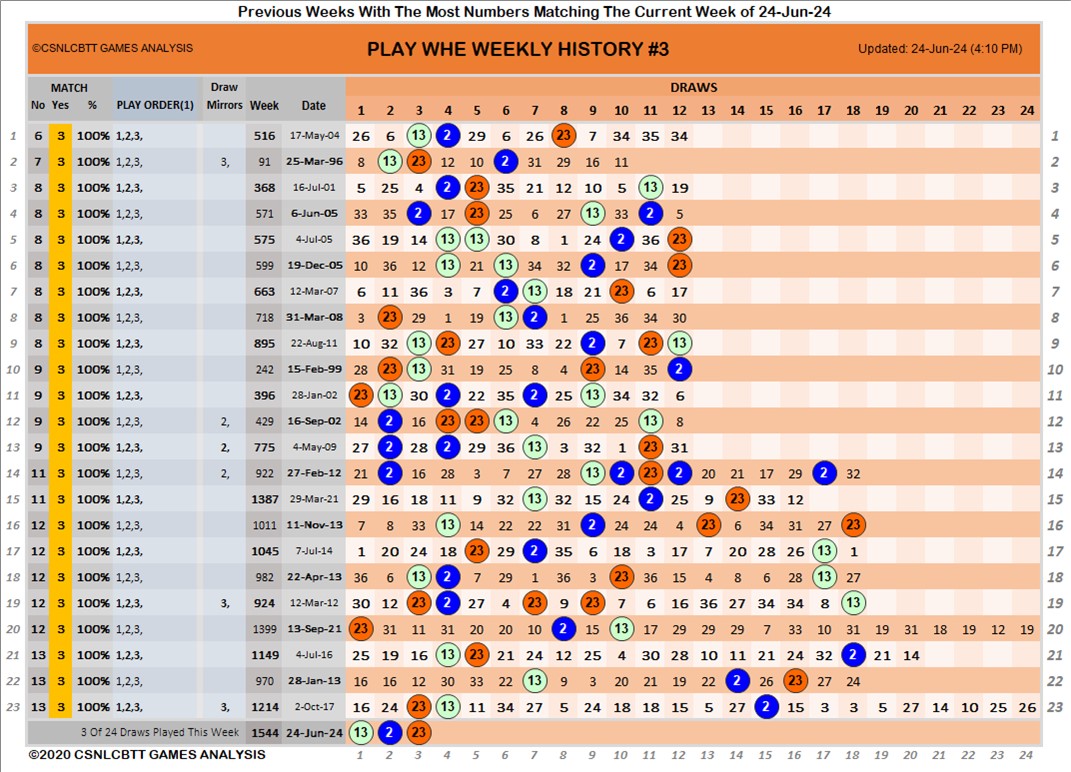 Previous Weeks With The Most Numbers Matching The Current Week of 24-Jun-24
©CSNLCBTT GAMES ANALYSIS PLAY WHE WEEKLY HISTORY #3 Updated: 24-Jun-24 (4:10 PM)
MATCH Draw DRAWS
No Yes % PLAY ORDER(1) Mirrors Week Date 1 2 3 4 5 6 7 8 9 10 11 12 13 14 15 16 17 18 19 20 21 22 23 24
1 6 3 100% 1,2,3, 516 17-May-04 26 6 13 2 29 6 26 23 7 34 35 34 1
2 7 3 100% 1,2,3, 3, 91 25-Mar-96 8 13 23 12 10 2 31 29 16 11 2
3 8 3 100% 1,2,3, 368 16-Jul-01 5 25 4 2 23 35 21 12 10 5 13 19 3
4 8 3 100% 1,2,3, 571 6-Jun-05 33 35 2 17 23 25 6 27 13 33 2 5 4
5 8 3 100% 1,2,3, 575 4-Jul-05 36 19 14 13 13 30 8 1 24 2 36 23 5
6 8 3 100% 1,2,3, 599 19-Dec-05 10 36 12 13 21 13 34 32 2 17 34 23 6
7 8 3 100% 1,2,3, 663 12-Mar-07 6 11 36 3 7 2 13 18 21 23 6 17 7
8 8 3 100% 1,2,3, 718 31-Mar-08 3 23 29 1 19 13 2 1 25 36 34 30 8
9 8 3 100% 1,2,3, 895 22-Aug-11 10 32 13 23 27 10 33 22 2 7 23 13 9
10 9 3 100% 1,2,3, 242 15-Feb-99 28 23 13 31 19 25 8 4 23 14 35 2 10
11 9 3 100% 1,2,3, 396 28-Jan-02 23 13 30 2 22 35 2 25 13 34 32 6 11
12 9 3 100% 1,2,3, 2, 429 16-Sep-02 14 2 16 23 23 13 4 26 22 25 13 8 12
13 9 3 100% 1,2,3, 2, 775 4-May-09 27 2 28 2 29 36 13 3 32 1 23 31 13
14 11 3 100% 1,2,3, 2, 922 27-Feb-12 21 2 16 28 3 7 27 28 13 2 23 2 20 21 17 29 2 32 14
15 11 3 100% 1,2,3, 1387 29-Mar-21 29 16 18 11 9 32 13 32 15 24 2 25 9 23 33 12 15
16 12 3 100% 1,2,3, 1011 11-Nov-13 7 8 33 13 14 22 22 31 2 24 24 4 23 6 34 31 27 23 16
17 12 3 100% 1,2,3, 1045 7-Jul-14 1 20 24 18 23 29 2 35 6 18 3 17 7 20 28 26 13 1 17
18 12 3 100% 1,2,3, 982 22-Apr-13 36 6 13 2 7 29 1 36 3 23 36 15 4 8 6 28 13 27 18
19 12 3 100% 1,2,3, 3, 924 12-Mar-12 30 12 23 2 27 4 23 9 23 7 6 16 36 27 34 34 8 13 19
20 12 3 100% 1,2,3, 1399 13-Sep-21 23 31 11 31 20 20 10 2 15 13 17 29 29 29 7 33 10 31 19 31 18 19 12 19 20
21 13 3 100% 1,2,3, 1149 4-Jul-16 25 19 16 13 23 21 24 12 25 4 30 28 10 11 21 24 32 2 21 14 21
22 13 3 100% 1,2,3, 970 28-Jan-13 16 16 12 30 33 22 13 9 3 20 21 19 22 2 26 23 27 24 22
23 13 3 100% 1,2,3, 3, 1214 2-Oct-17 16 24 23 13 11 34 27 5 24 18 18 15 5 27 2 15 3 3 5 27 14 10 25 26 23
3 Of 24 Draws Played This Week 1544 24-Jun-24 13 2 23
©2020 CSNLCBTT GAMES ANALYSIS 1 2 3 4 5 6 7 8 9 10 11 12 13 14 15 16 17 18 19 20 21 22 23 24